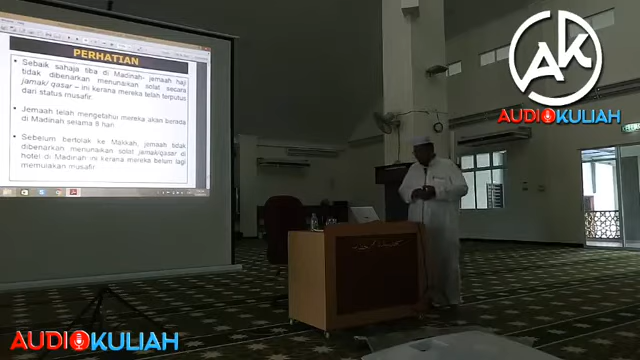 PERHATIAN
Sebaik sahaja tiba di Madinah, jemaah haji
tidak dibenarkan menunaikan solat secara
jamak/ qasar – ini kerana mereka telah terputus
dari status musafir.
Jemaah telah mengetahui mereka akan berada
di Madinah selama 8 hari.
Sebelum bertolak ke Makkah, jemaah tidak
dibenarkan menunaikan solat jamak/qasar di
hotel di Madinah ini kerana mereka belum lagi
memulakan musafir.
AK
AUDIOKULIAH
AUDIOKULIAH